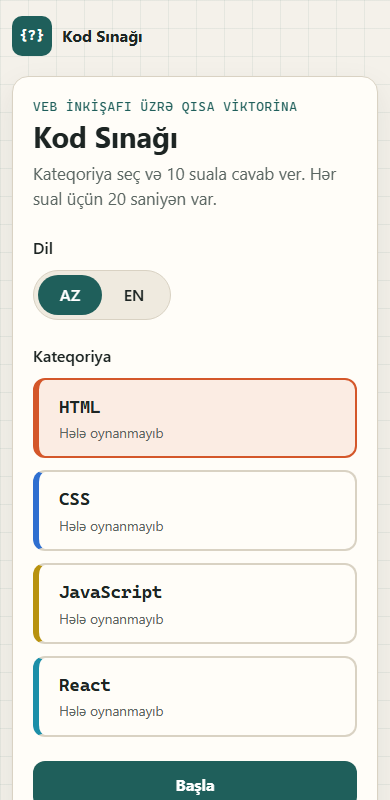 {?} Kod Sınağı
VEB İNKİŞAFI ÜZRƏ QISA VİKTORİNA
Kod Sınağı
Kateqoriya seç və 10 suala cavab ver. Hər
sual üçün 20 saniyən var.
Dil
AZ EN
Kateqoriya
HTML
Hələ oynanmayıb
CSS
Hələ oynanmayıb
JavaScript
Hələ oynanmayıb
React
Hələ oynanmayıb
Başla